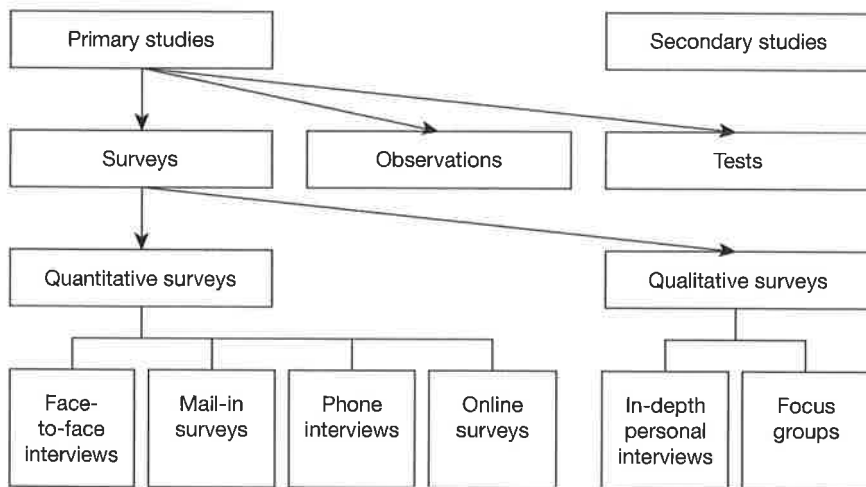 Primary studies
Secondary studies
Surveys
Observations
Tests
Quantitative surveys
Qualitative surveys
Face-
to-face
interviews
Mail-in
surveys
Phone
interviews
Online
surveys
In-depth
personal
interviews
Focus
groups